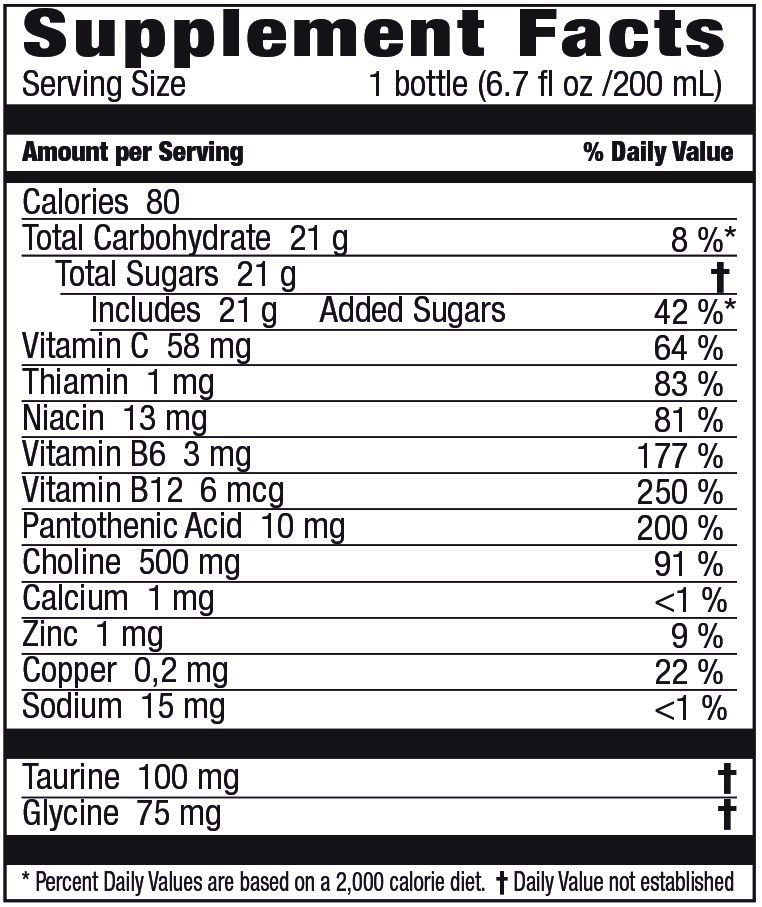 Supplement Facts
Serving Size 1 bottle (6.7 fl oz /200 mL)
Amount per Serving % Daily Value
Calories 80
Total Carbohydrate 21 g 8 %*
Total Sugars 21 g †
Includes 21 g Added Sugars 42 %*
Vitamin C 58 mg 64 %
Thiamin 1 mg 83 %
Niacin 13 mg 81 %
Vitamin B6 3 mg 177 %
Vitamin B12 6 mcg 250 %
Pantothenic Acid 10 mg 200 %
Choline 500 mg 91 %
Calcium 1 mg <1 %
Zinc 1 mg 9 %
Copper 0,2 mg 22 %
Sodium 15 mg <1 %
Taurine 100 mg †
Glycine 75 mg †
* Percent Daily Values are based on a 2,000 calorie diet. † Daily Value not established